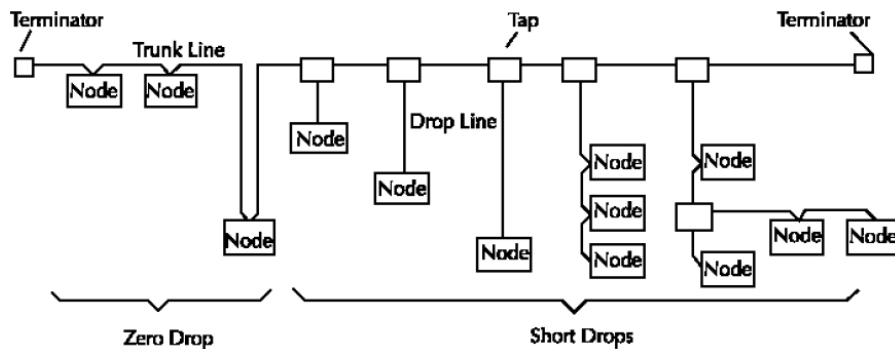 Terminator
Tap
Terminator
Trunk Line
Node
Node
Drop Line
Node
Node
Node
Node
Node
Node
Node
Node
Node
Node
Node
Node
Zero Drop
Short Drops